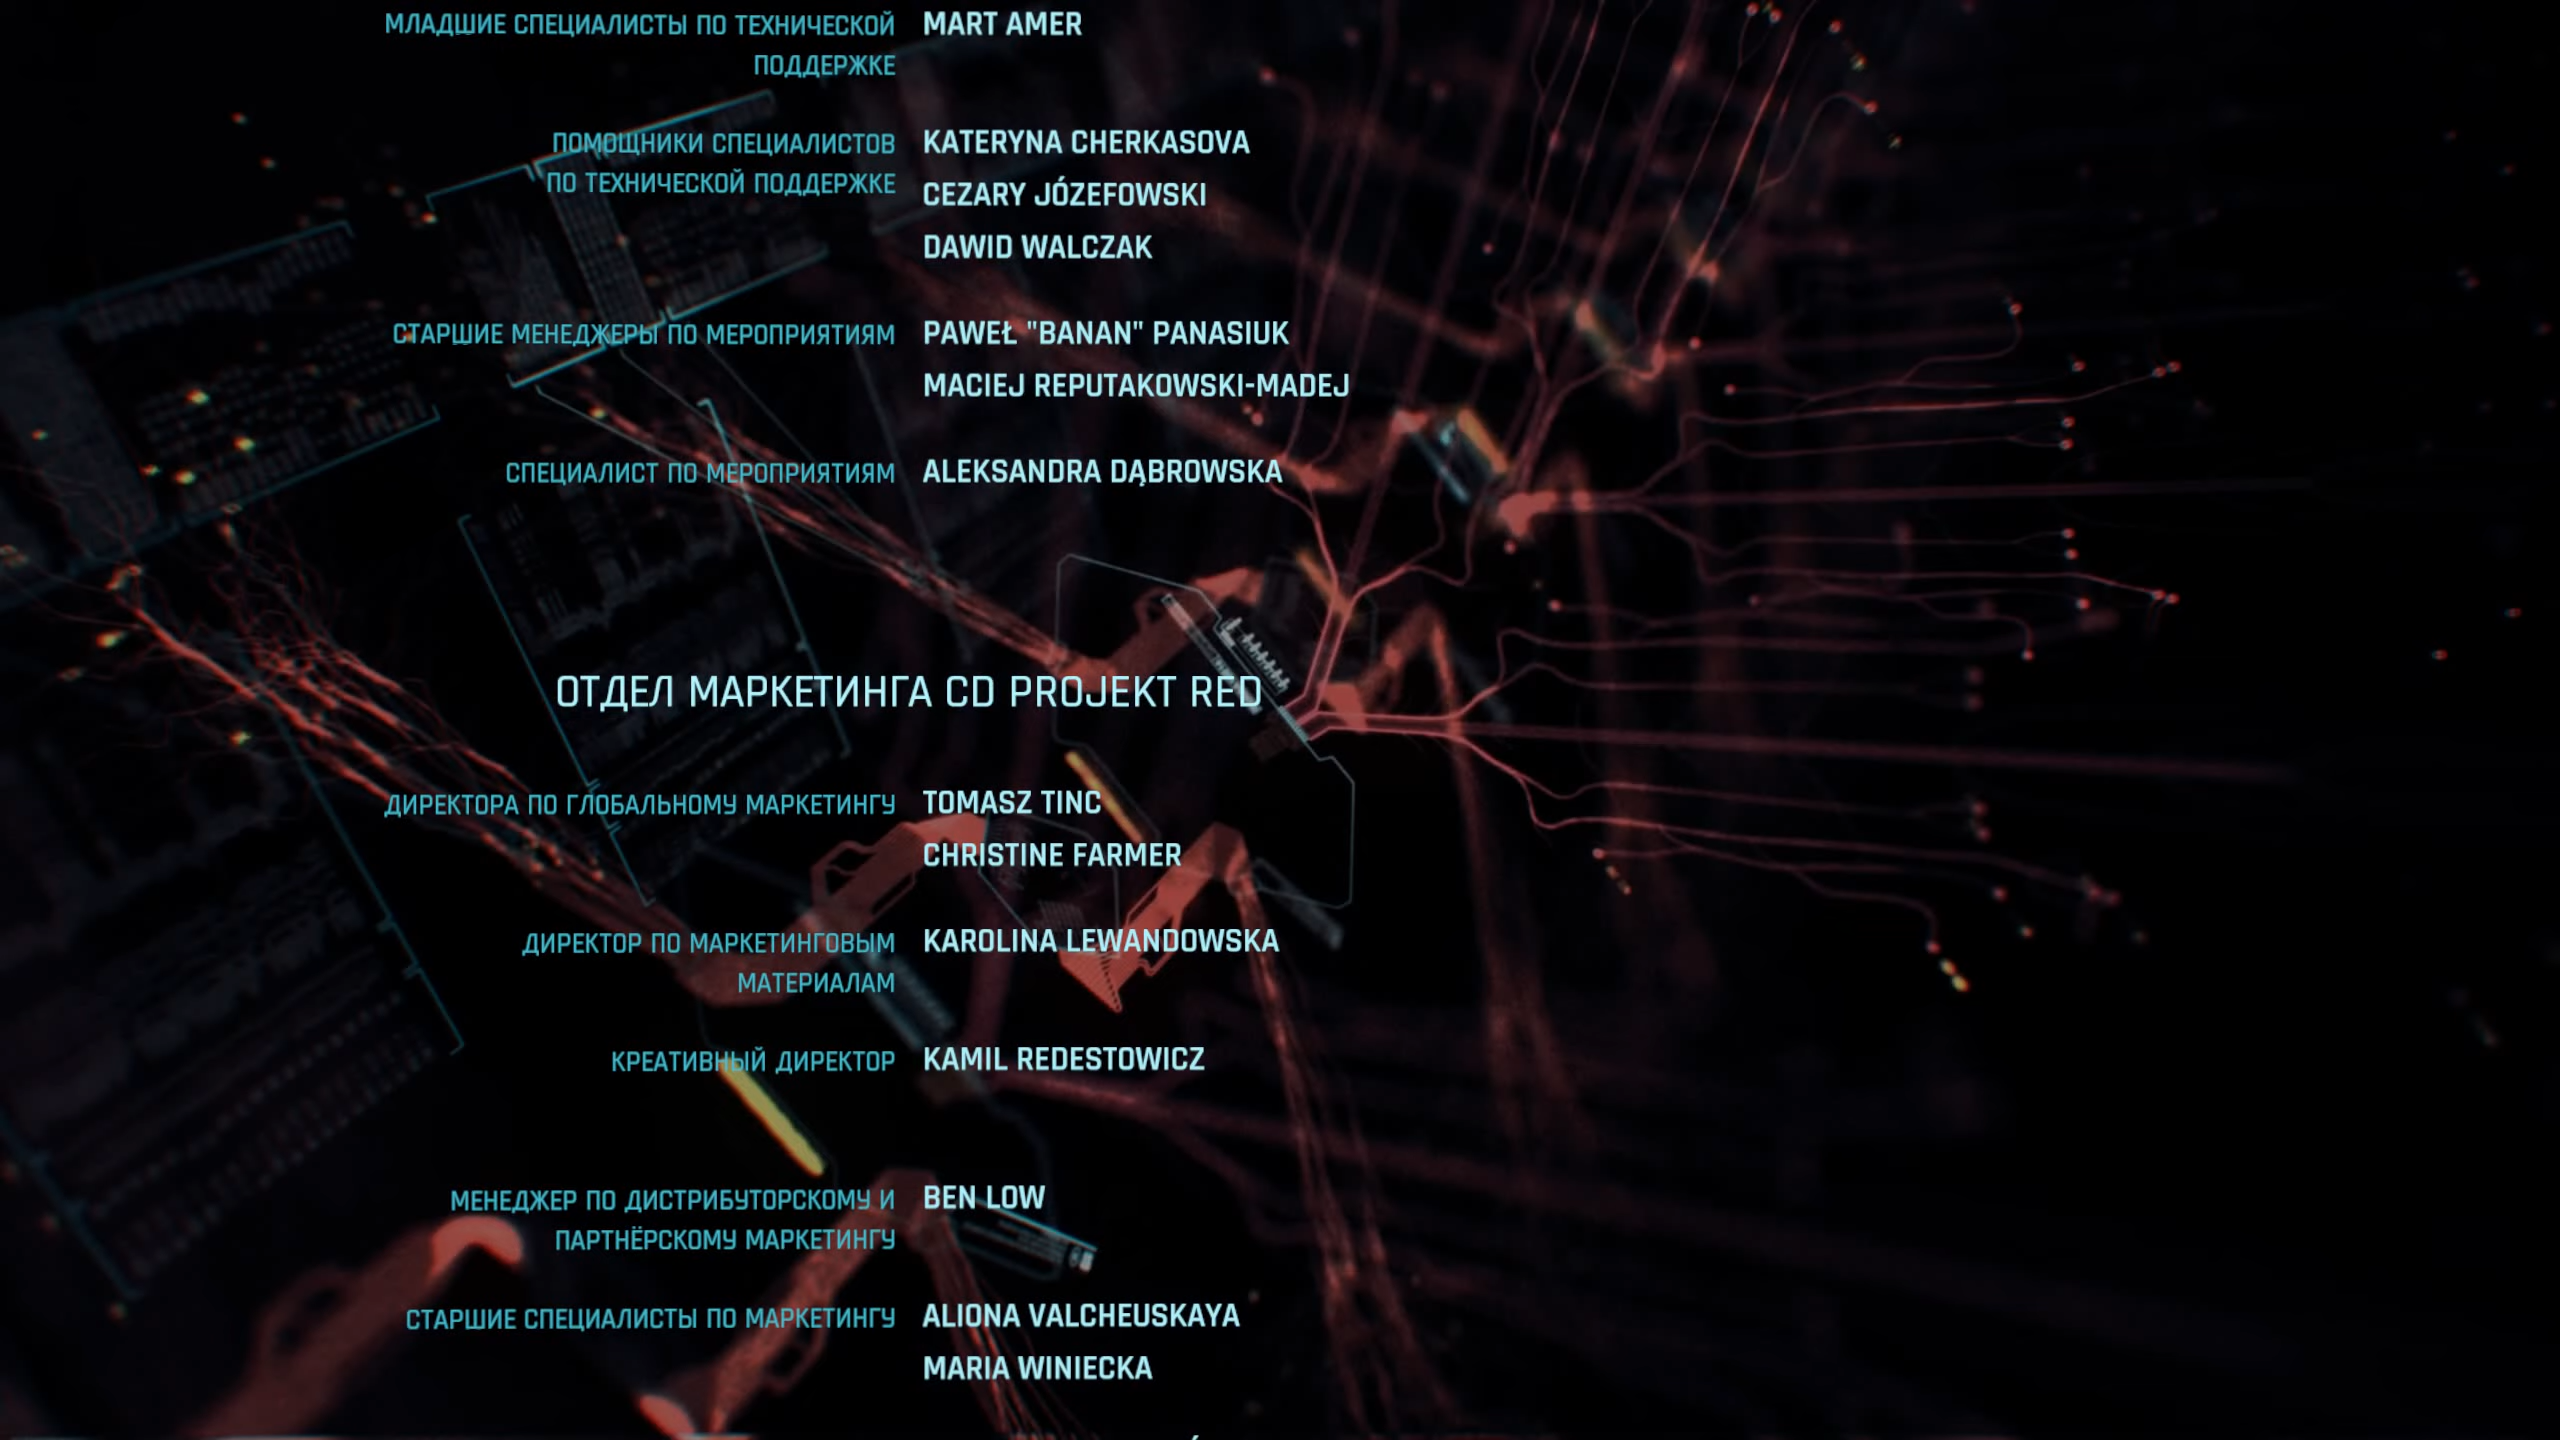 МЛАДШИЕ СПЕЦИАЛИСТЫ ПО ТЕХНИЧЕСКОЙ MART AMER
ПОДДЕРЖКЕ
ПОМОЩНИКИ СПЕЦИАЛИСТОВ KATERYNA CHERKASOVA
ПО ТЕХНИЧЕСКОЙ ПОДДЕРЖКЕ CEZARY JÓZEFOWSKI
DAWID WALCZAK
СТАРШИЕ МЕНЕДЖЕРЫ ПО МЕРОПРИЯТИЯМ PAWEŁ "BANAN" PANASIUK
MACIEJ REPUTAKOWSKI-MADEJ
СПЕЦИАЛИСТ ПО МЕРОПРИЯТИЯМ ALEKSANDRA DĄBROWSKA
ОТДЕЛ МАРКЕТИНГА CD PROJEKT RED
ДИРЕКТОРА ПО ГЛОБАЛЬНОМУ МАРКЕТИНГУ TOMASZ TINC
CHRISTINE FARMER
ДИРЕКТОР ПО МАРКЕТИНГОВЫМ KAROLINA LEWANDOWSKA
МАТЕРИАЛАМ
КРЕАТИВНЫЙ ДИРЕКТОР KAMIL REDESTOWICZ
МЕНЕДЖЕР ПО ДИСТРИБУТОРСКОМУ И BEN LOW
ПАРТНЁРСКОМУ МАРКЕТИНГУ
СТАРШИЕ СПЕЦИАЛИСТЫ ПО МАРКЕТИНГУ ALIONA VALCHEUSKAYA
MARIA WINIECKA